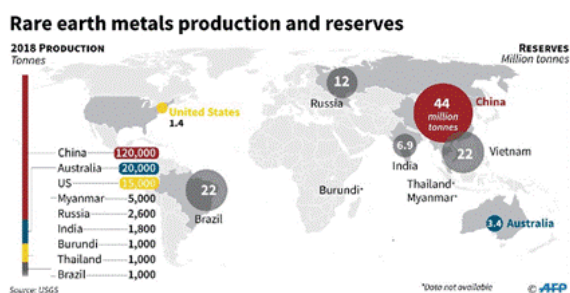 Rare earth metals production and reserves
2018 PRODUCTION
Tonnes
RESERVES
Million tonnes
United States
1.4
12
Russia
44
million
tonnes
China
6.9
India
22
Vietnam
China 120,000
Australia 20,000
US 15,000
Myanmar 5,000
Russia 2,600
India 1,800
Burundi 1,000
Thailand 1,000
Brazil 1,000
22
Brazil
Burundi*
Thailand*
Myanmar*
3.4 Australia
Source: USGS
*Data not available
© AFP